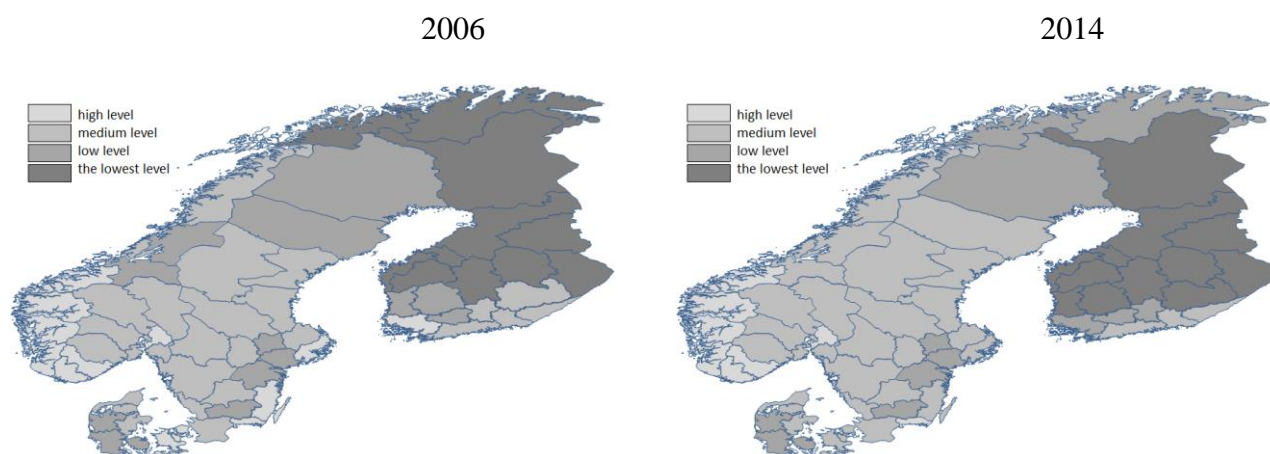 2006
2014
high level
medium level
low level
the lowest level
high level
medium level
low level
the lowest level